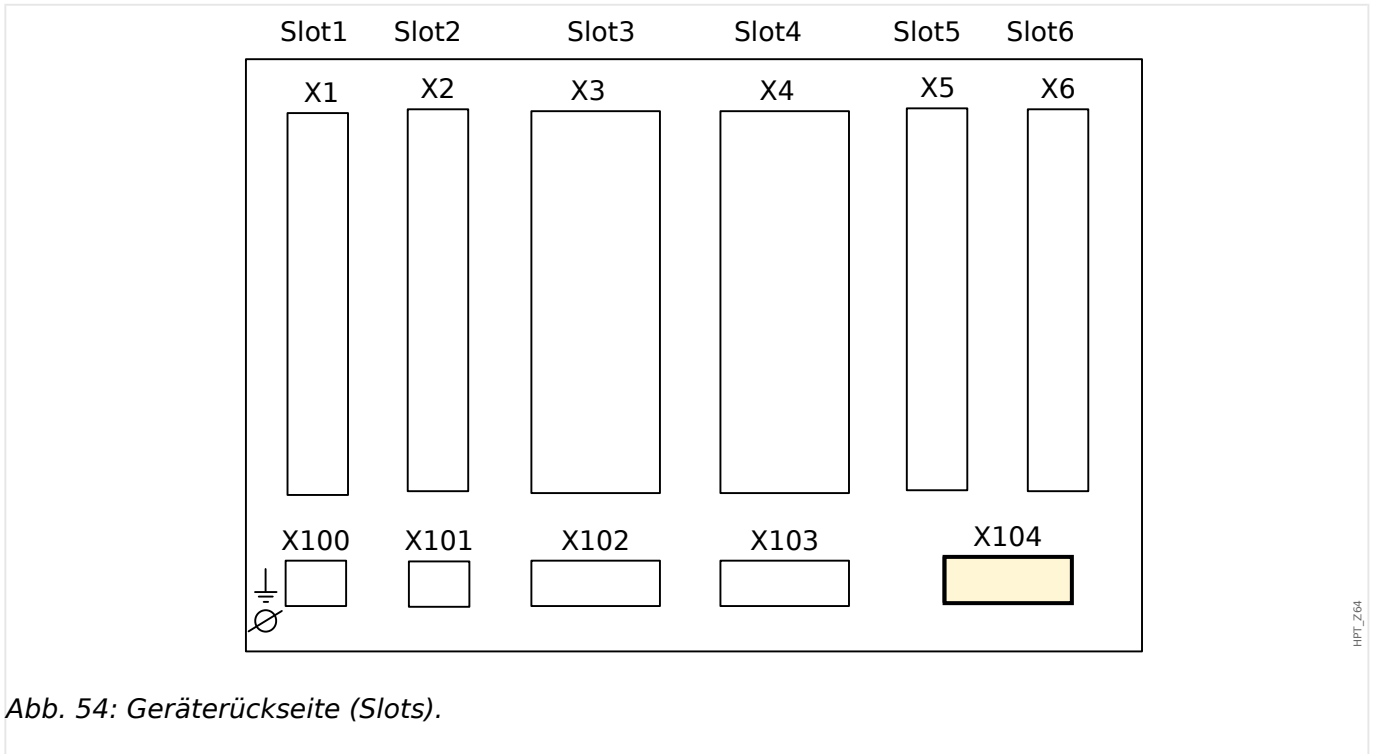 Slot1 Slot2 Slot3 Slot4 Slot5 Slot6
X1 X2 X3 X4 X5 X6
X100 X101 X102 X103 X104
HPT_Z64
Abb. 54: Geräterückseite (Slots).